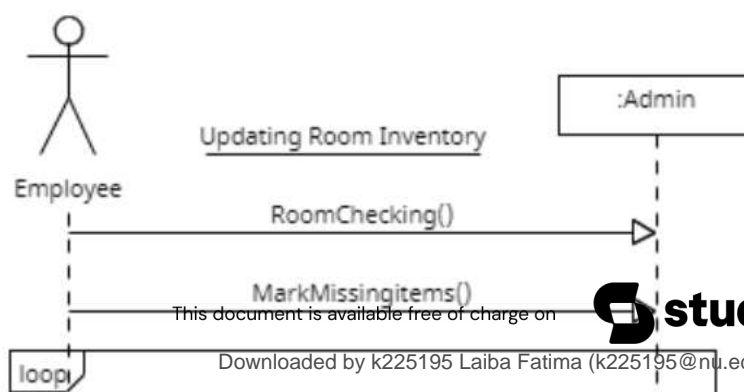 :Admin
Updating Room Inventory
Employee
RoomChecking()
MarkMissingitems()
This document is available free of charge on
stu
loop
Downloaded by k225195 Laiba Fatima (k225195@nu.ed